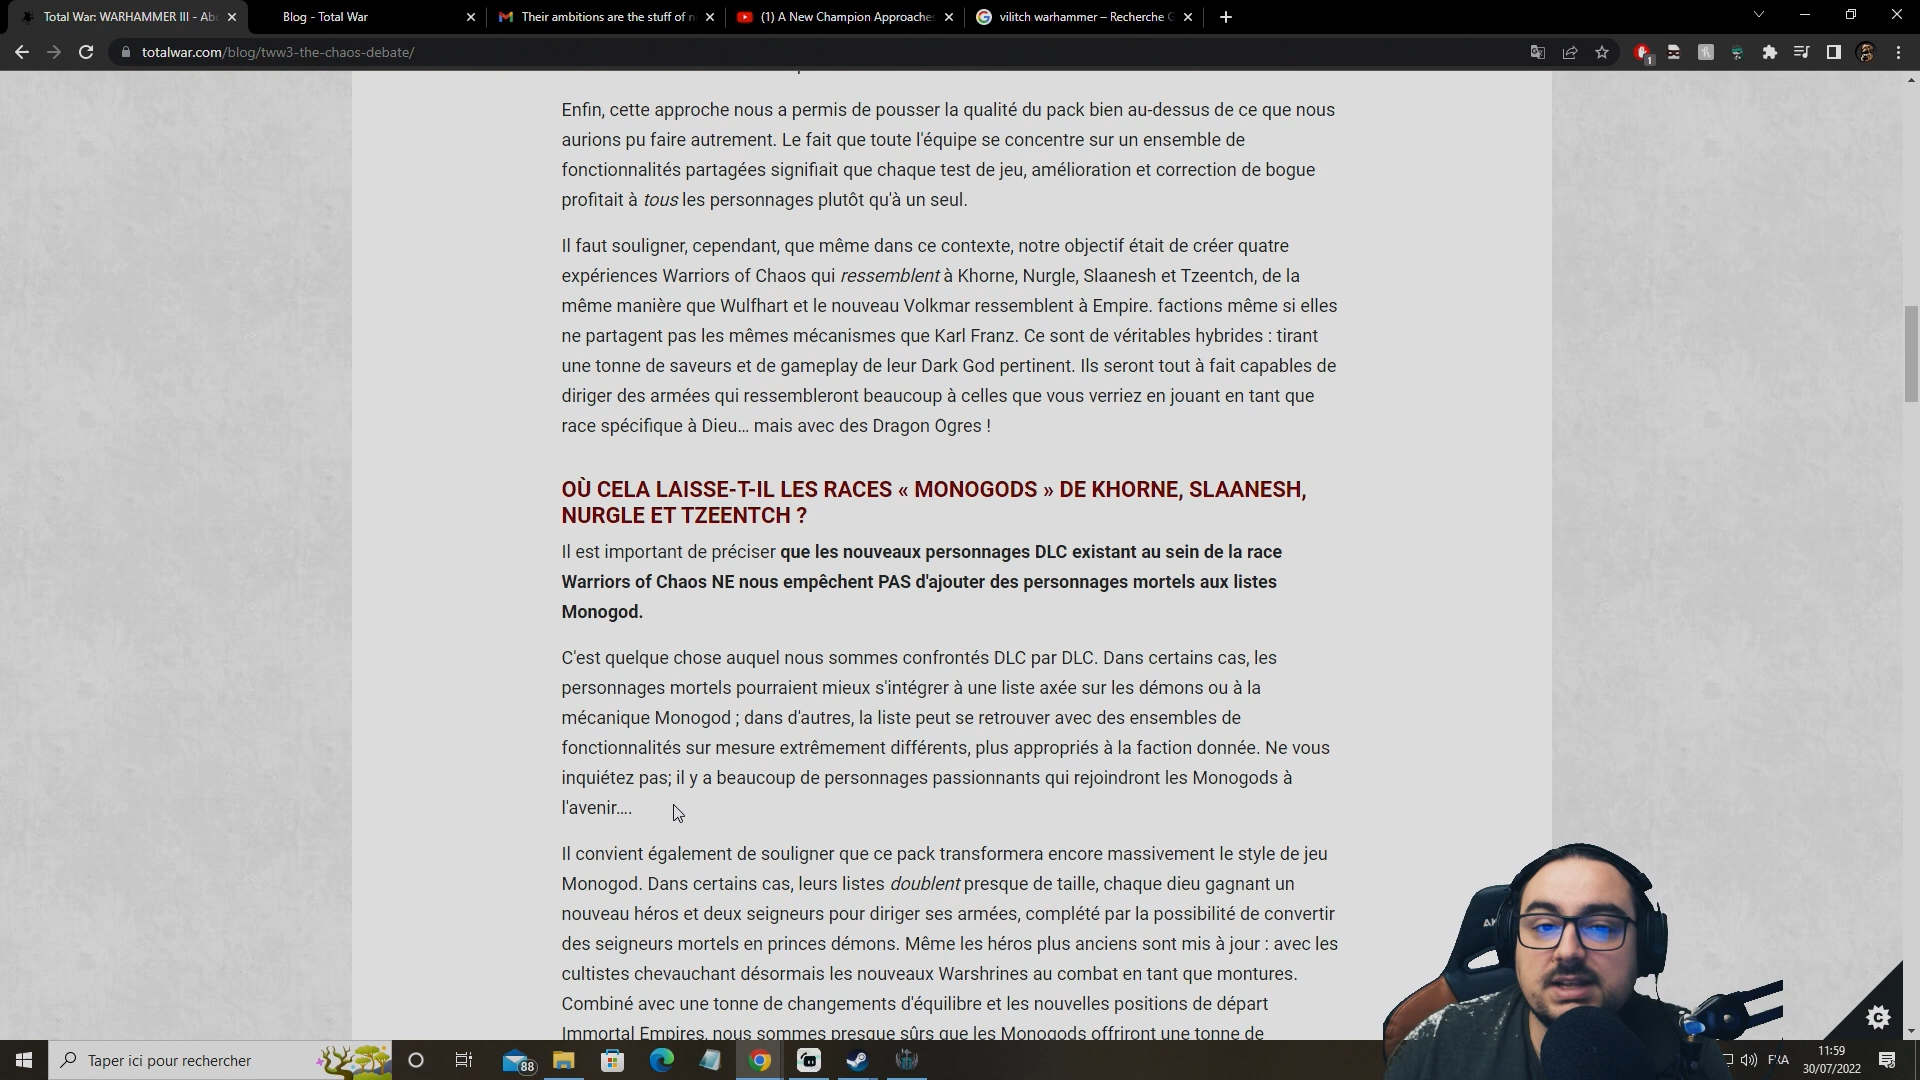 Total War: WARHAMMER III - Abo
Blog - Total War
Their ambitions are the stuff of n
(1) A New Champion Approaches
vilitch warhammer – Recherche G
totalwar.com/blog/tww3-the-chaos-debate/
1
Enfin, cette approche nous a permis de pousser la qualité du pack bien au-dessus de ce que nous
aurions pu faire autrement. Le fait que toute l'équipe se concentre sur un ensemble de
fonctionnalités partagées signifiait que chaque test de jeu, amélioration et correction de bogue
profitait à tous les personnages plutôt qu'à un seul.
Il faut souligner, cependant, que même dans ce contexte, notre objectif était de créer quatre
expériences Warriors of Chaos qui ressemblent à Khorne, Nurgle, Slaanesh et Tzeentch, de la
même manière que Wulfhart et le nouveau Volkmar ressemblent à Empire. factions même si elles
ne partagent pas les mêmes mécanismes que Karl Franz. Ce sont de véritables hybrides : tirant
une tonne de saveurs et de gameplay de leur Dark God pertinent. Ils seront tout à fait capables de
diriger des armées qui ressembleront beaucoup à celles que vous verriez en jouant en tant que
race spécifique à Dieu... mais avec des Dragon Ogres !
OÙ CELA LAISSE-T-IL LES RACES « MONOGODS » DE KHORNE, SLAANESH,
NURGLE ET TZEENTCH ?
Il est important de préciser que les nouveaux personnages DLC existant au sein de la race
Warriors of Chaos NE nous empêchent PAS d'ajouter des personnages mortels aux listes
Monogod.
C'est quelque chose auquel nous sommes confrontés DLC par DLC. Dans certains cas, les
personnages mortels pourraient mieux s'intégrer à une liste axée sur les démons ou à la
mécanique Monogod ; dans d'autres, la liste peut se retrouver avec des ensembles de
fonctionnalités sur mesure extrêmement différents, plus appropriés à la faction donnée. Ne vous
inquiétez pas; il y a beaucoup de personnages passionnants qui rejoindront les Monogods à
l'avenir....
Il convient également de souligner que ce pack transformera encore massivement le style de jeu
Monogod. Dans certains cas, leurs listes doublent presque de taille, chaque dieu gagnant un
nouveau héros et deux seigneurs pour diriger ses armées, complété par la possibilité de convertir
des seigneurs mortels en princes démons. Même les héros plus anciens sont mis à jour : avec les
cultistes chevauchant désormais les nouveaux Warshrines au combat en tant que montures.
Combiné avec une tonne de changements d'équilibre et les nouvelles positions de départ
Immortal Empires, nous sommes presque sûrs que les Monogods offriront une tonne de
Taper ici pour rechercher
88
11:59
30/07/2022